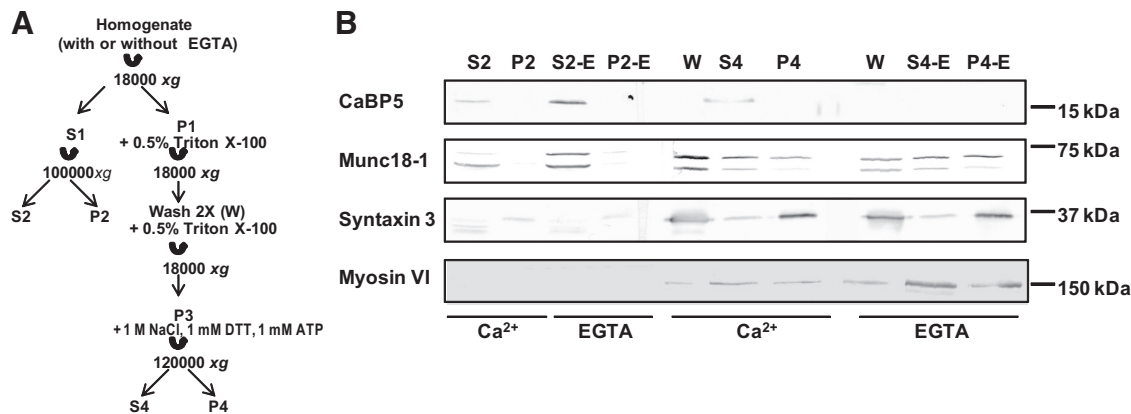 A
Homogenate
(with or without EGTA)
18000 xg
S1
P1
+ 0.5% Triton X-100
100000xg
18000 xg
S2
P2
Wash 2X (W)
+ 0.5% Triton X-100
18000 xg
P3
+1 M NaCl, 1 mM DTT, 1 mM ATP
120000 xg
S4
P4
B
S2 P2 S2-E P2-E W S4 P4 W S4-E P4-E
CaBP5
15 kDa
Munc18-1
75 kDa
Syntaxin 3
37 kDa
Myosin VI
150 kDa
Ca²⁺ EGTA Ca²⁺ EGTA